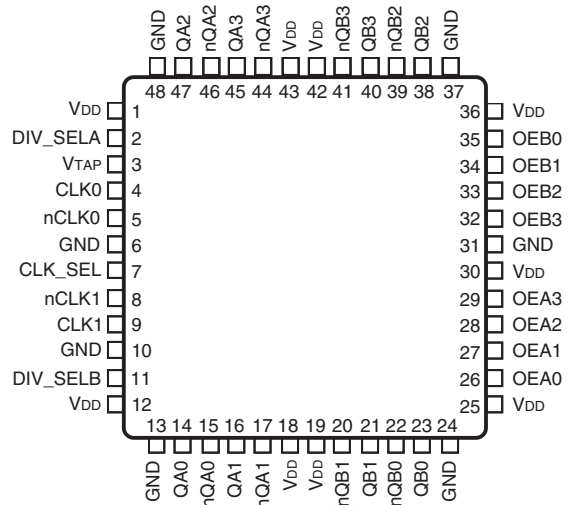 GND QA2 nQA2 QA3 nQA3 VDD VDD nQB3 QB3 nQB2 QB2 GND
48 47 46 45 44 43 42 41 40 39 38 37
VDD 1 36 VDD
DIV_SELA 2 35 OEB0
VTAP 3 34 OEB1
CLK0 4 33 OEB2
nCLK0 5 32 OEB3
GND 6 31 GND
CLK_SEL 7 30 VDD
nCLK1 8 29 OEA3
CLK1 9 28 OEA2
GND 10 27 OEA1
DIV_SELB 11 26 OEA0
VDD 12 25 VDD
13 14 15 16 17 18 19 20 21 22 23 24
GND QA0 nQA0 QA1 nQA1 VDD VDD nQB1 QB1 nQB0 QB0 GND